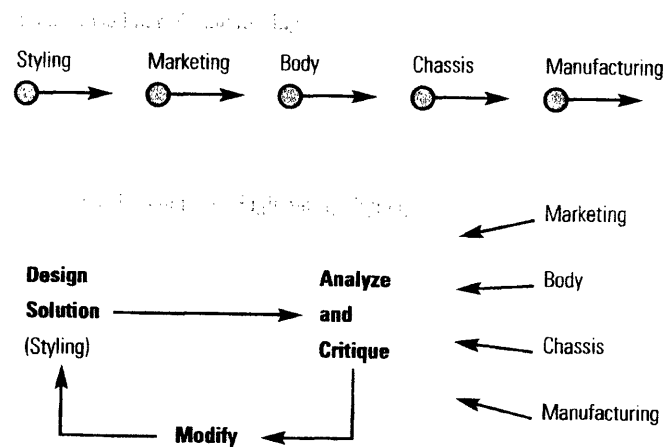 Styling Marketing Body Chassis Manufacturing
Marketing
Design Analyze
Body
Solution and
(Styling) Critique
Chassis
Modify
Manufacturing